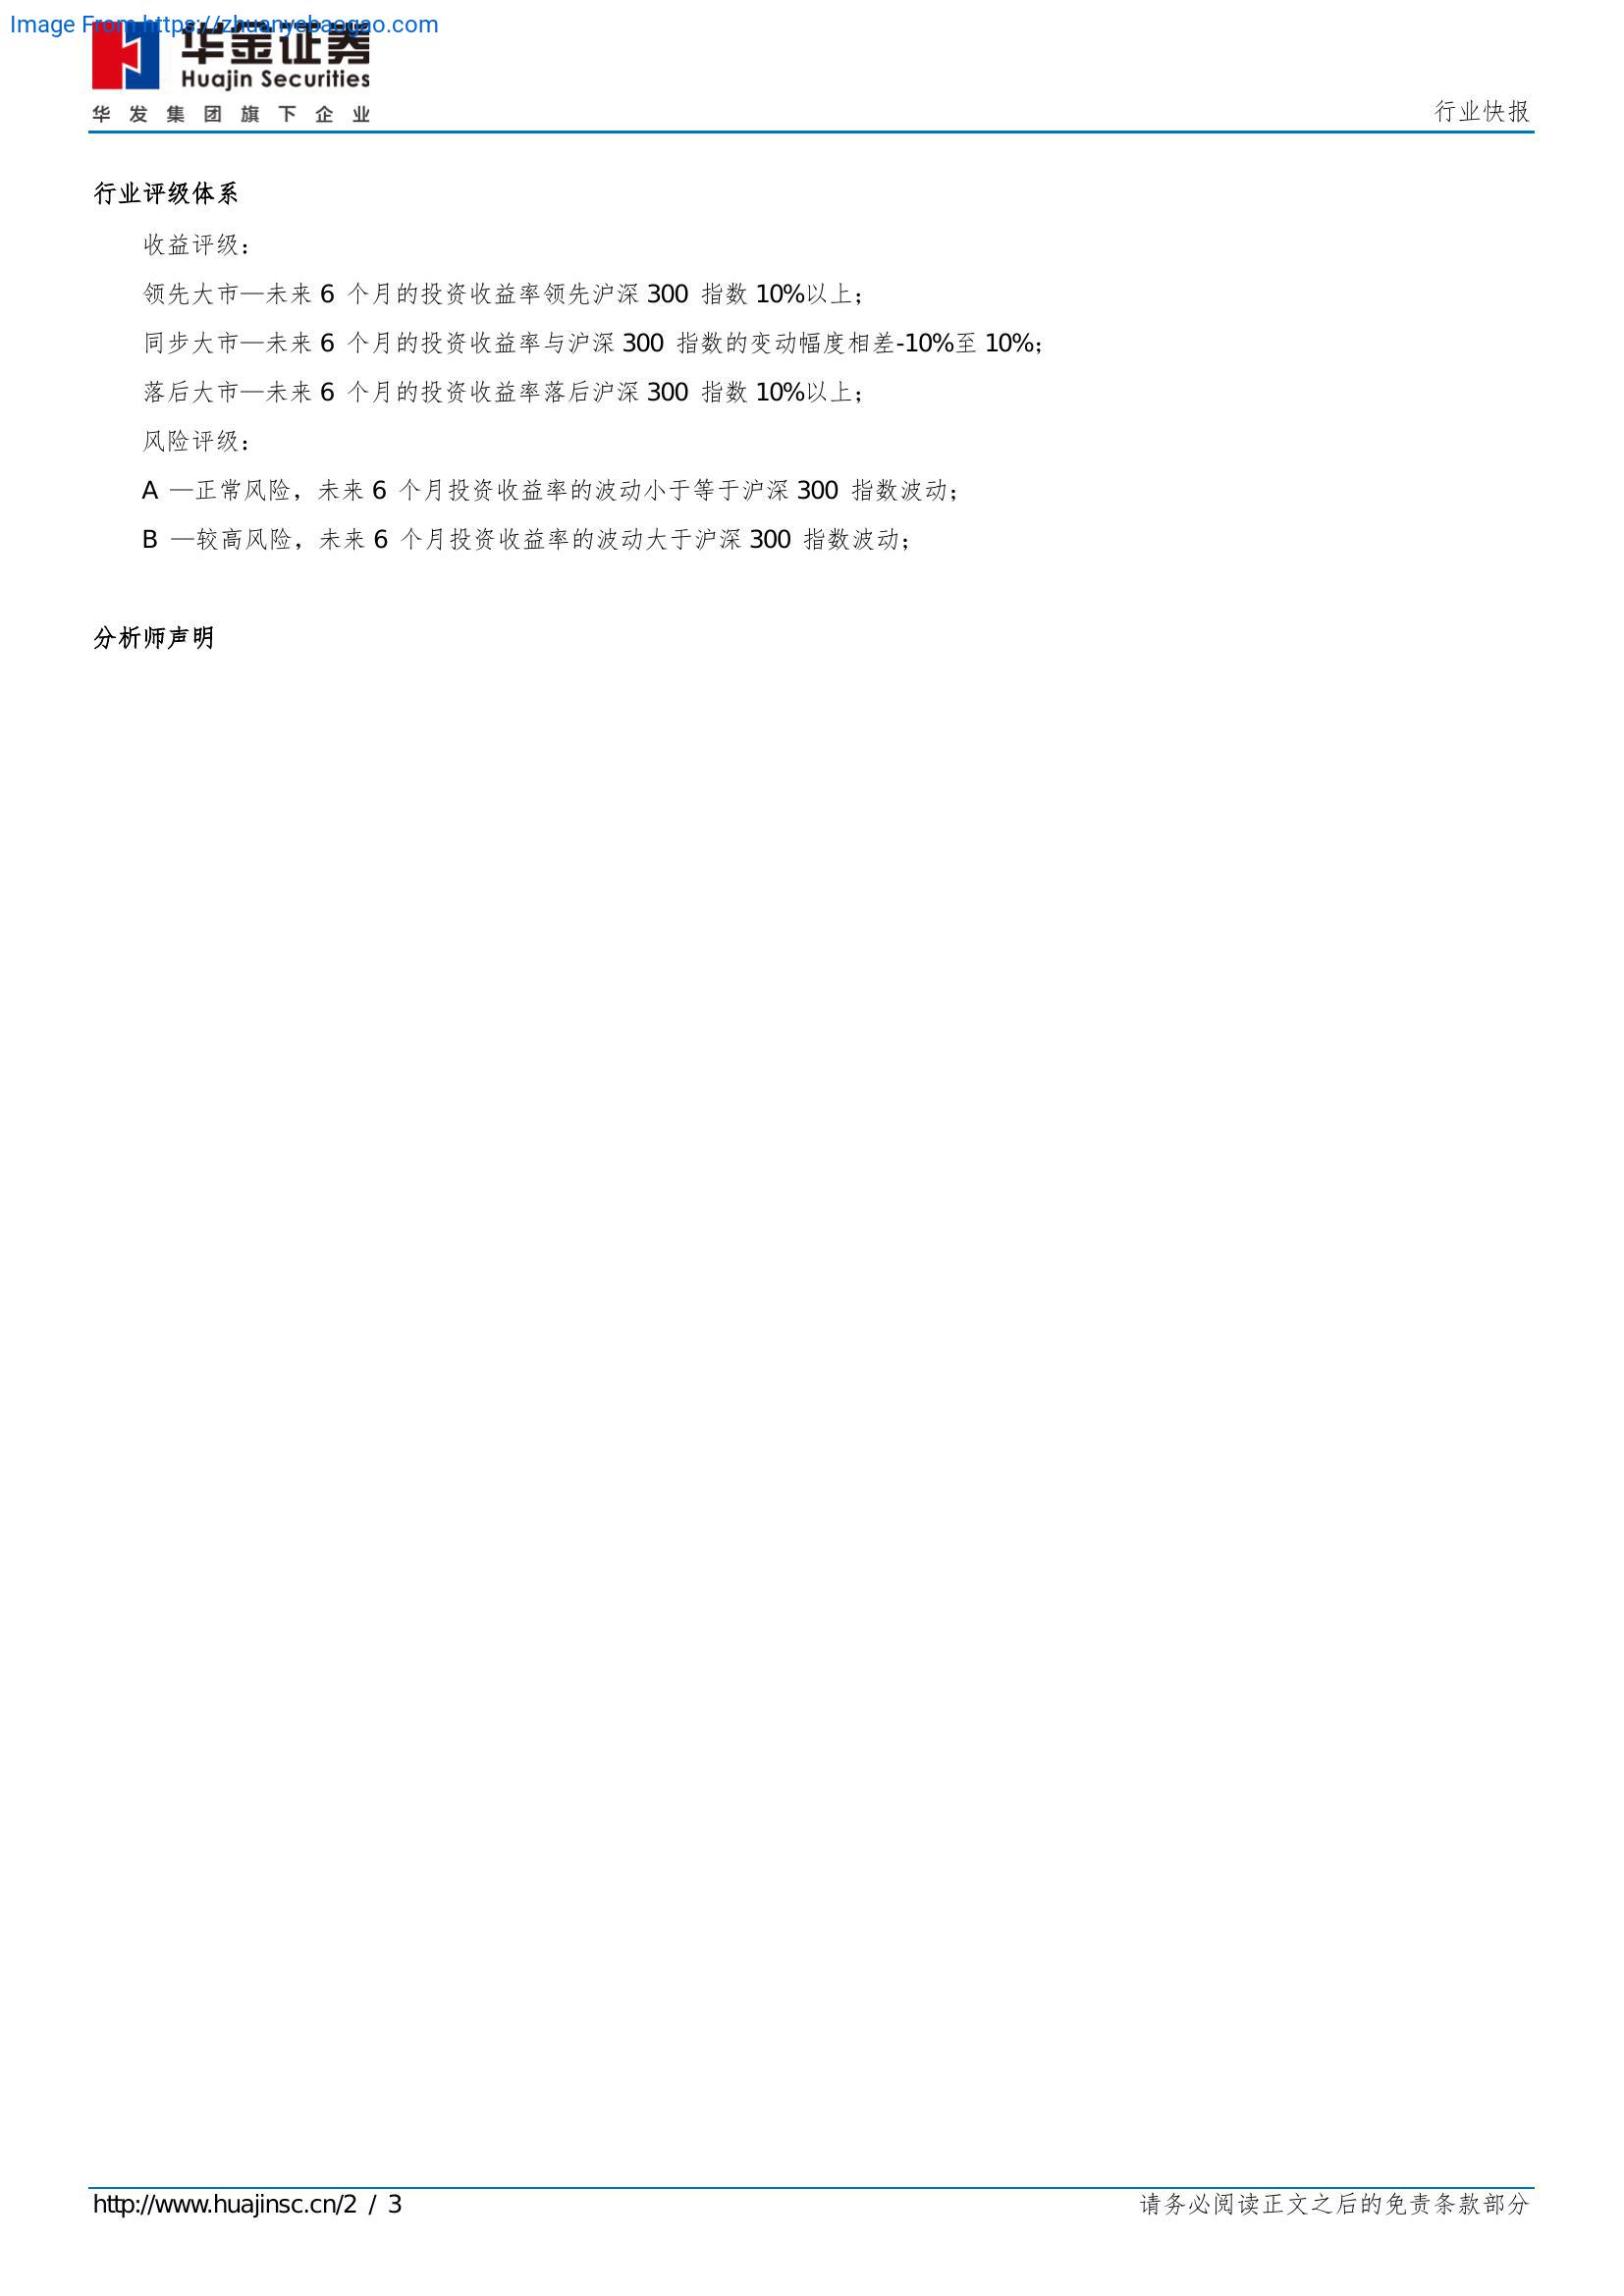 Image From https://zhuanyebaogao.com
华金证券
Huajin Securities
华发集团旗下企业
行业快报
行业评级体系
收益评级：
领先大市—未来 6 个月的投资收益率领先沪深 300 指数 10%以上；
同步大市—未来 6 个月的投资收益率与沪深 300 指数的变动幅度相差-10%至 10%；
落后大市—未来 6 个月的投资收益率落后沪深 300 指数 10%以上；
风险评级：
A —正常风险，未来 6 个月投资收益率的波动小于等于沪深 300 指数波动；
B —较高风险，未来 6 个月投资收益率的波动大于沪深 300 指数波动；
分析师声明
http://www.huajinsc.cn/2 / 3
请务必阅读正文之后的免责条款部分